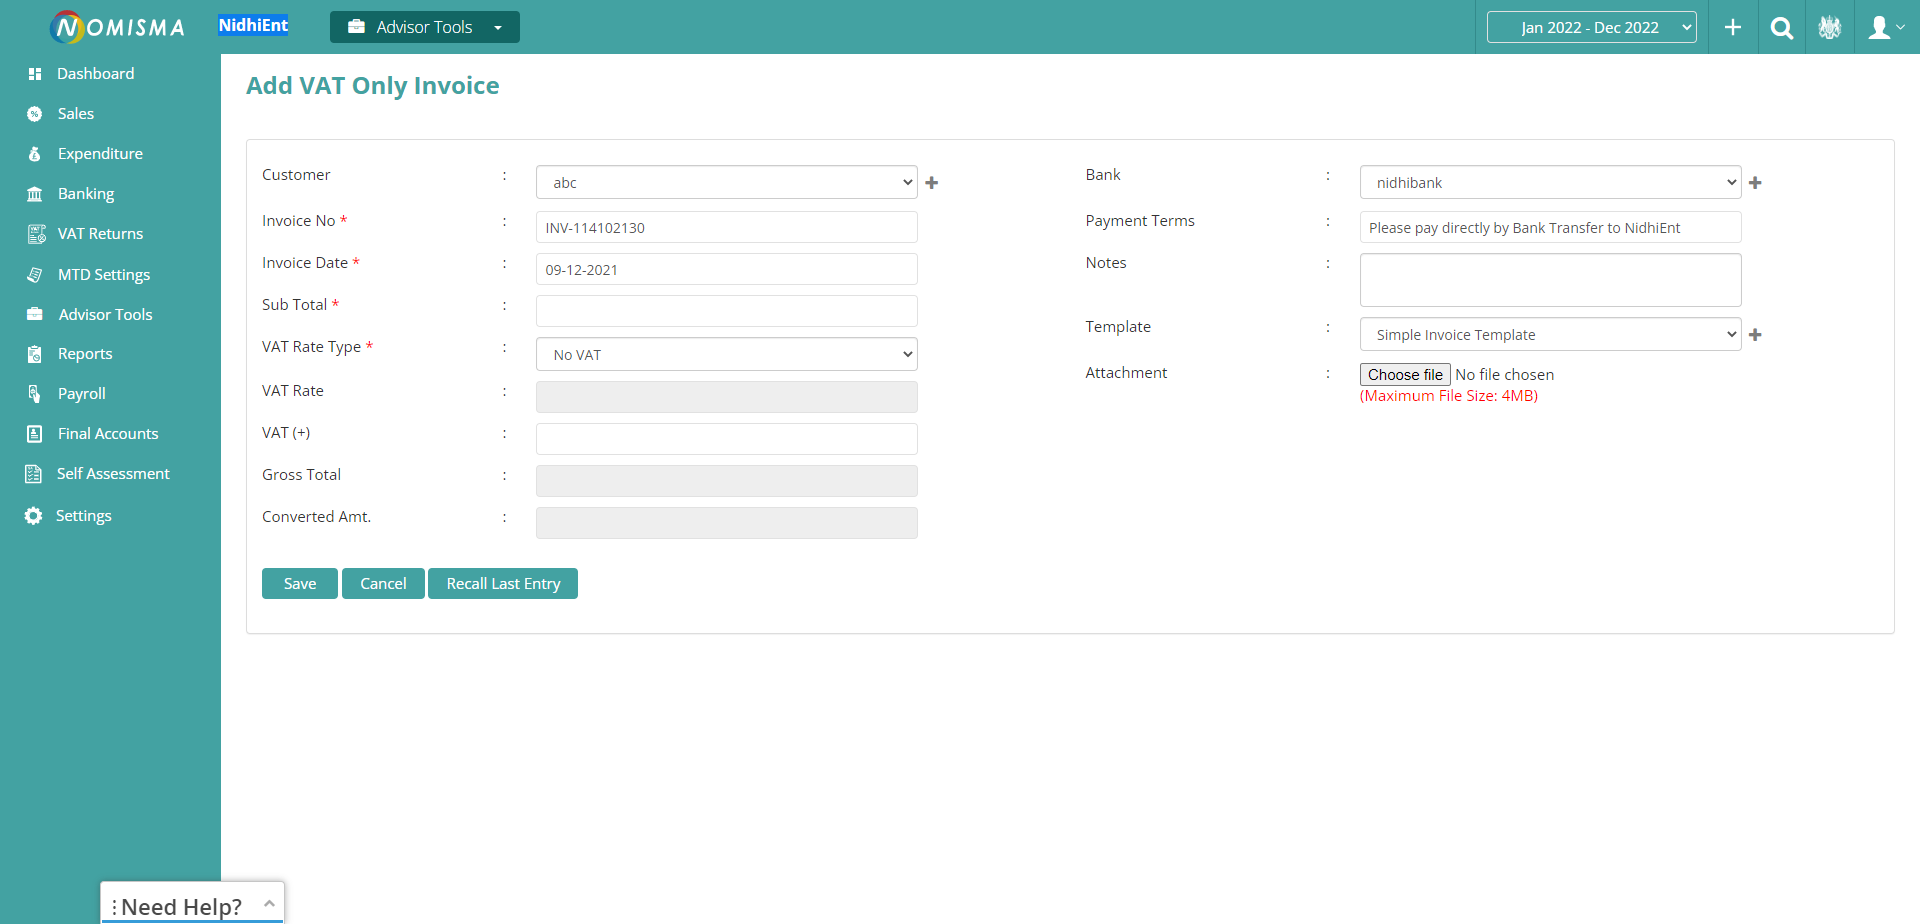 NOMISMA NidhiEnt Advisor Tools Jan 2022 - Dec 2022
Dashboard
Sales
Expenditure
Banking
VAT Returns
MTD Settings
Advisor Tools
Reports
Payroll
Final Accounts
Self Assessment
Settings
Add VAT Only Invoice
Customer : abc
Invoice No * : INV-114102130
Invoice Date * : 09-12-2021
Sub Total * :
VAT Rate Type * : No VAT
VAT Rate :
VAT (+) :
Gross Total :
Converted Amt. :
Bank : nidhibank
Payment Terms : Please pay directly by Bank Transfer to NidhiEnt
Notes :
Template : Simple Invoice Template
Attachment : Choose file No file chosen
(Maximum File Size: 4MB)
Save Cancel Recall Last Entry
Need Help?